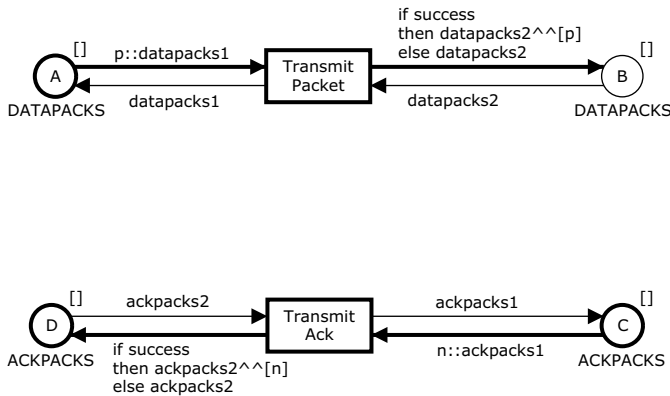 []
if success
then datapacks2^^[p]
else datapacks2
[]
A
p::datapacks1
Transmit
Packet
B
datapacks1
datapacks2
DATAPACKS
DATAPACKS
[]
ackpacks2
ackpacks1
[]
D
Transmit
Ack
C
ACKPACKS
if success
then ackpacks2^^[n]
else ackpacks2
n::ackpacks1
ACKPACKS